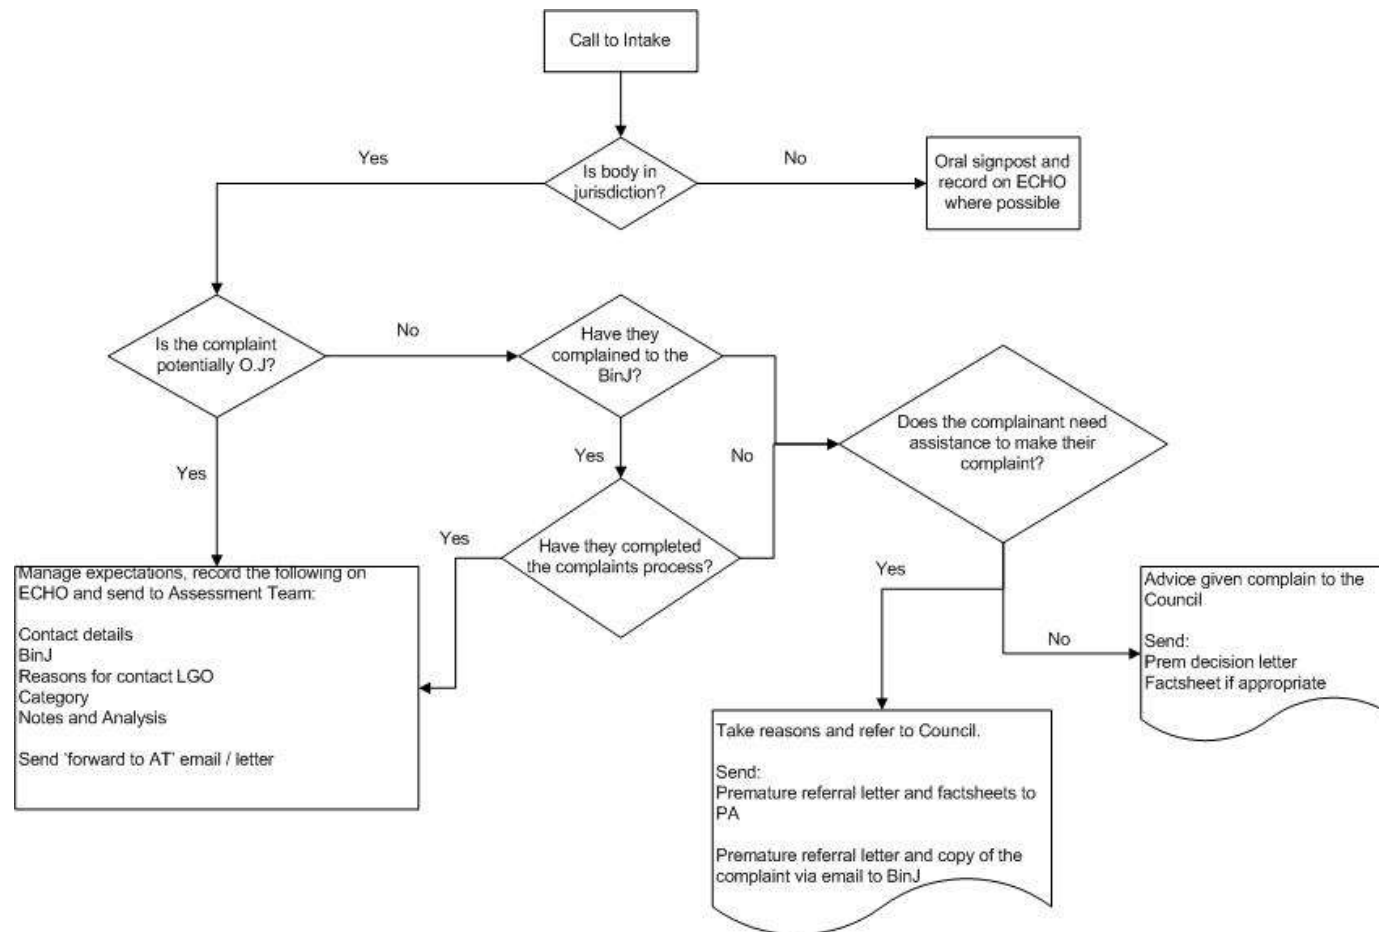 Call to Intake
Yes
No
Is body in
jurisdiction?
Oral signpost and
record on ECHO
where possible
Is the complaint
potentially O.J?
No
Have they
complained to the
BinJ?
Does the complainant need
assistance to make their
complaint?
Yes
Yes
No
Yes
Have they completed
the complaints process?
Manage expectations, record the following on
ECHO and send to Assessment Team:
Contact details
BinJ
Reasons for contact LGO
Category
Notes and Analysis
Send ‘forward to AT’ email / letter
Yes
No
Advice given complain to the
Council
Send:
Prem decision letter
Factsheet if appropriate
Take reasons and refer to Council.
Send:
Premature referral letter and factsheets to
PA
Premature referral letter and copy of the
complaint via email to BinJ